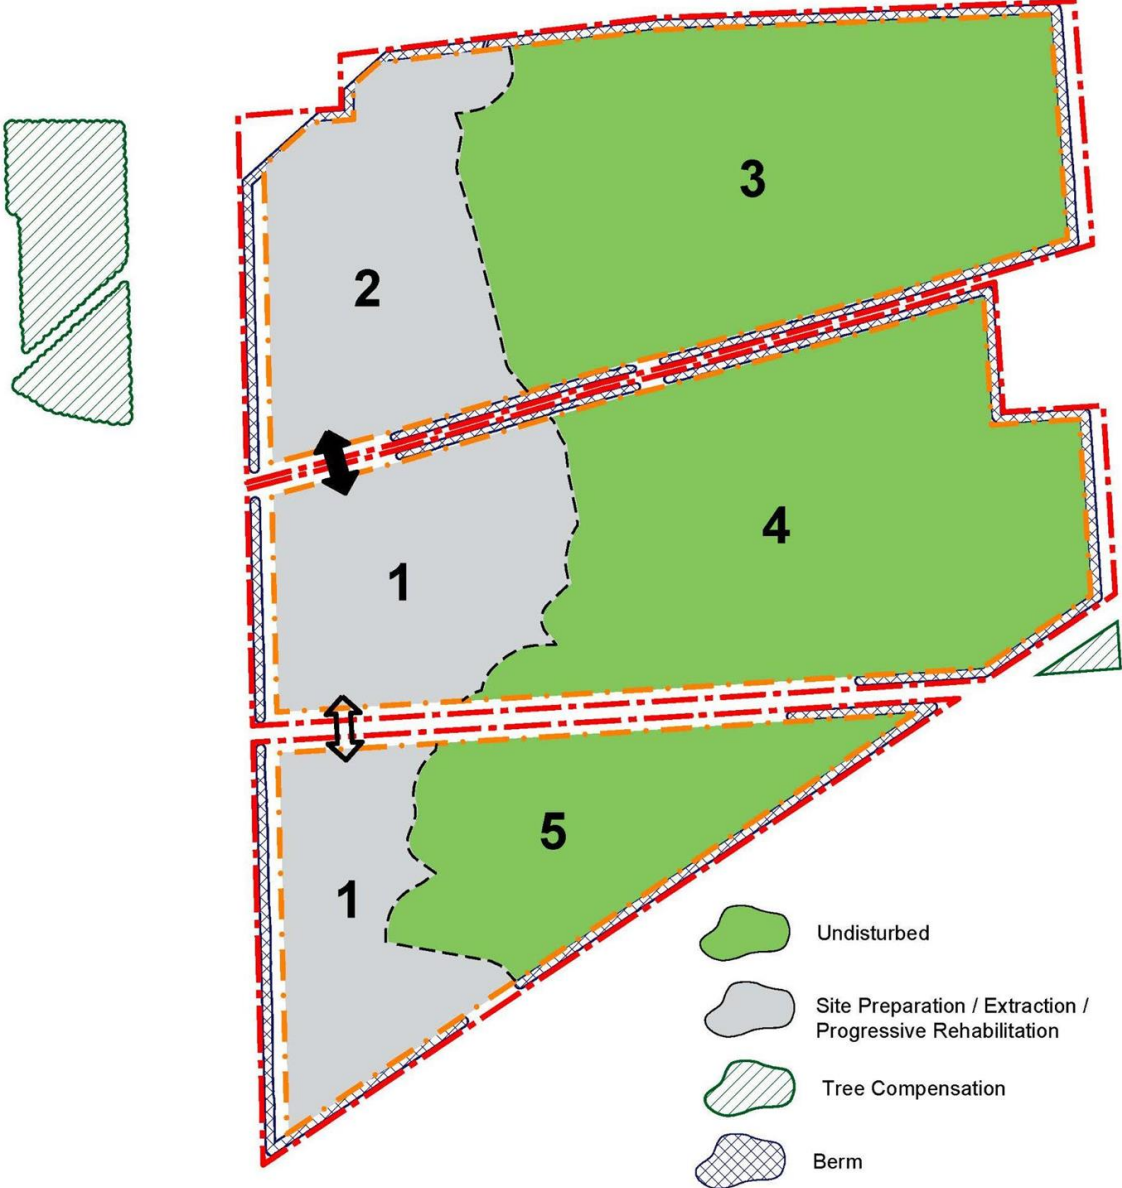 3
2
4
1
5
1
Undisturbed
Site Preparation / Extraction /
Progressive Rehabilitation
Tree Compensation
Berm